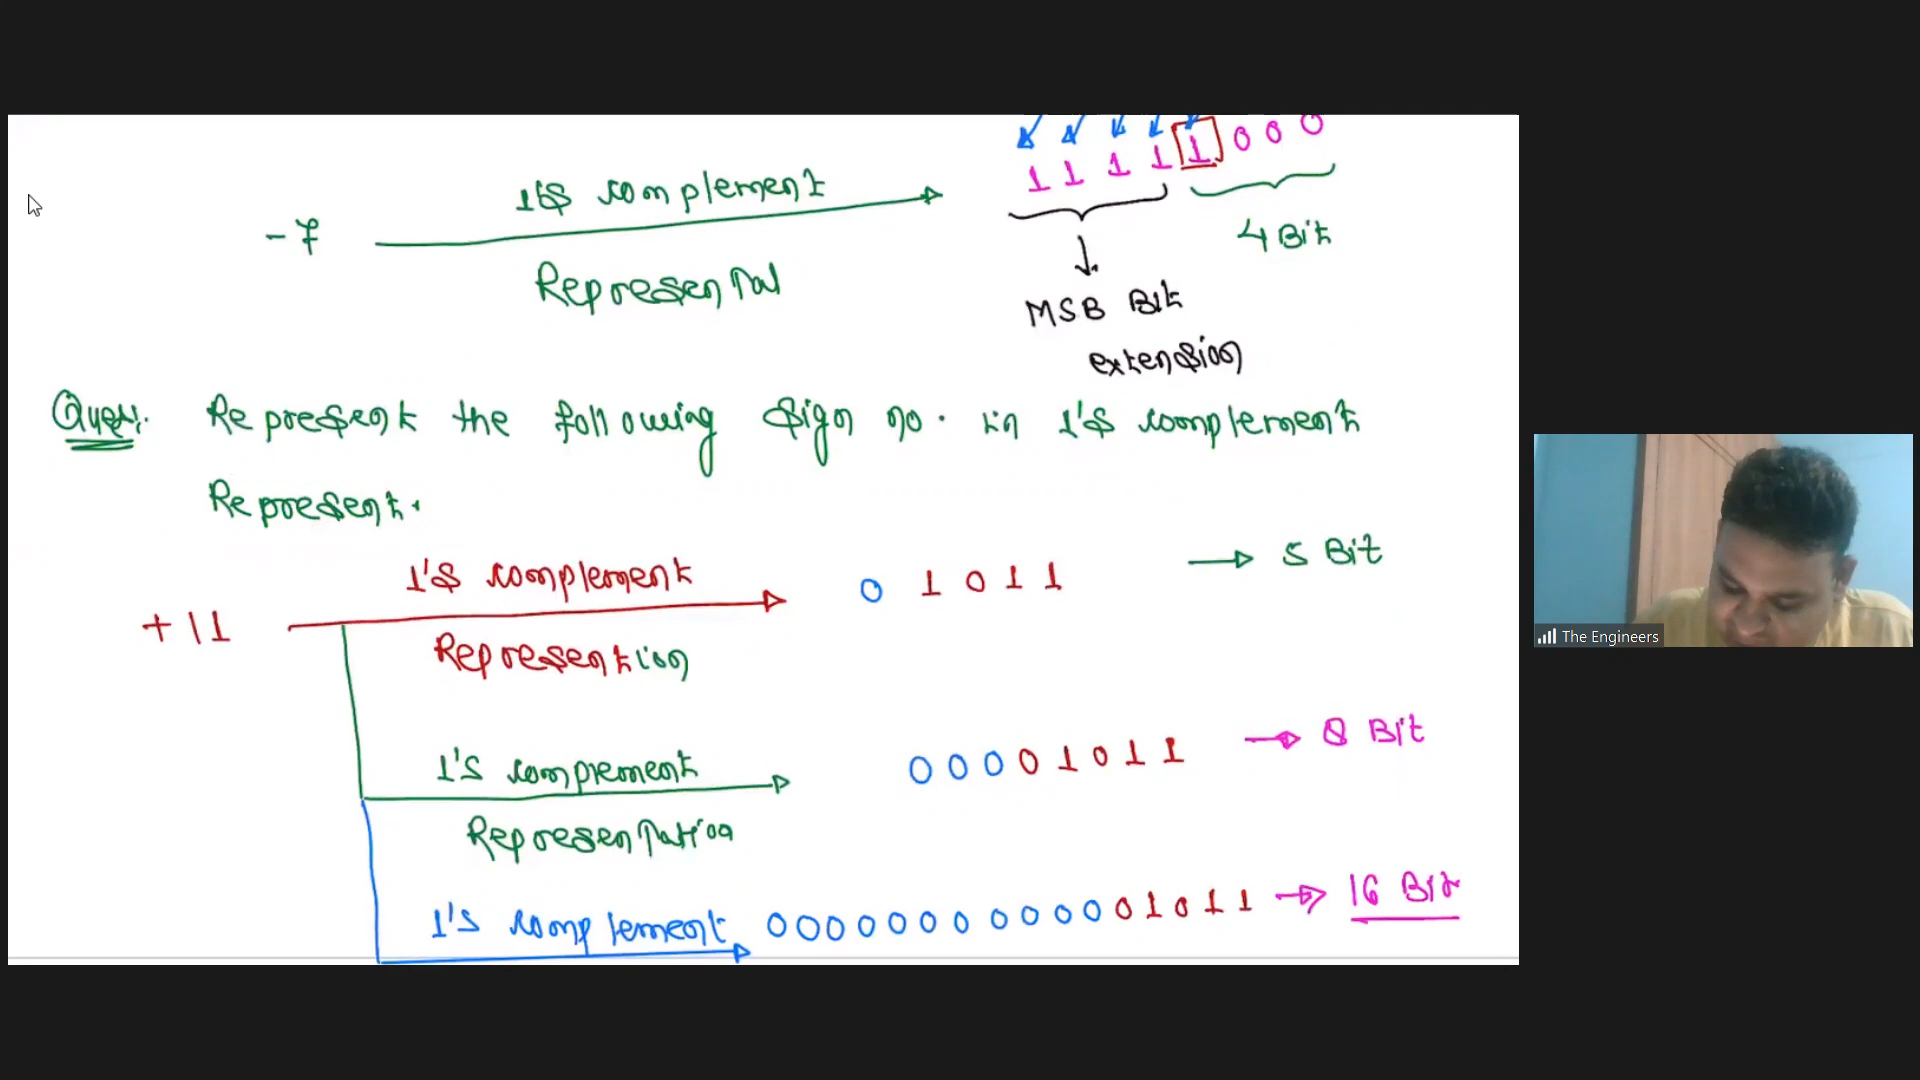 1 1 1 1 1 0 0 0
1's complement
-7
Represental
4 Bit
MSB Bit
extension
Ques:. Represent the following Sign no. in 1's complement
Represent.
1's complement
+11
0 1 0 1 1 → 5 Bit
Represention
1's complement
0 0 0 0 1 0 1 1 → 8 Bit
Representation
1's complement 0 0 0 0 0 0 0 0 0 0 0 0 1 0 1 1 → 16 Bit
The Engineers